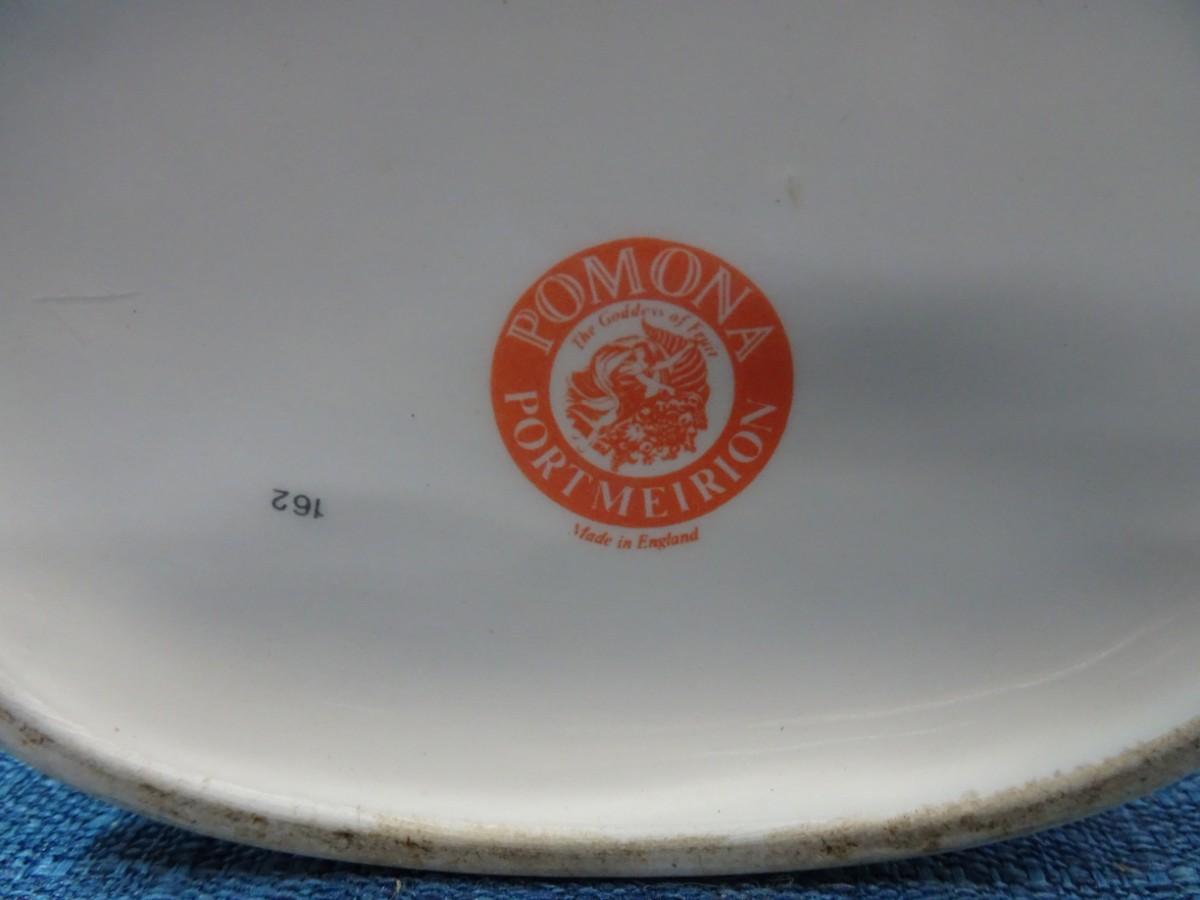 POMONA
The Goddess of Fruit
PORTMEIRION
Made in England
162